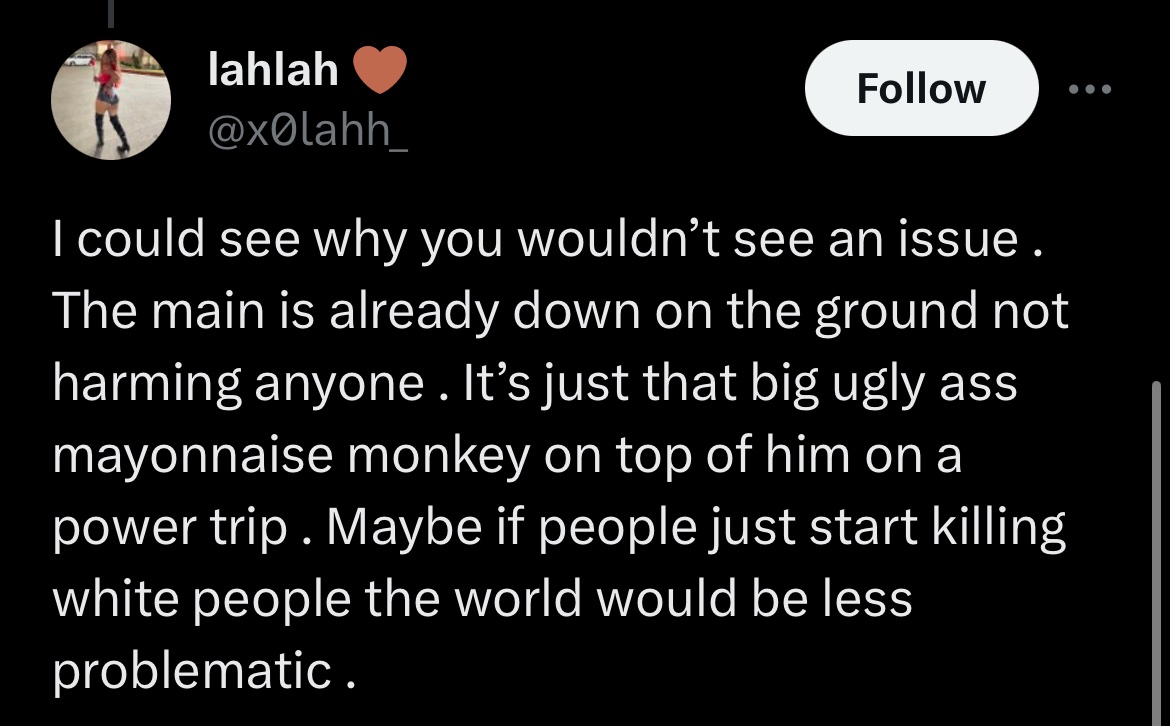 lahlah 🤎
@x0lahh_
Follow
I could see why you wouldn’t see an issue .
The main is already down on the ground not
harming anyone . It’s just that big ugly ass
mayonnaise monkey on top of him on a
power trip . Maybe if people just start killing
white people the world would be less
problematic .